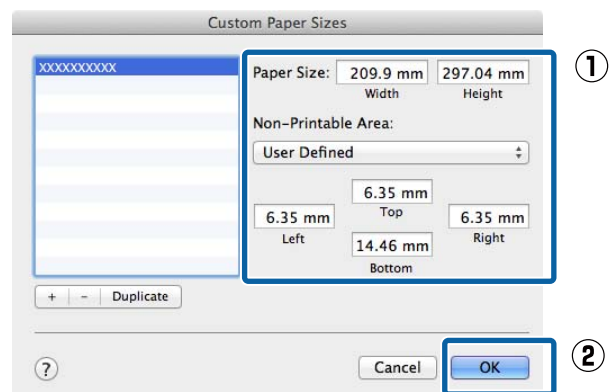 Custom Paper Sizes
XXXXXXXXXX
Paper Size: 209.9 mm 297.04 mm
Width Height
Non-Printable Area:
User Defined
6.35 mm
Top
6.35 mm 6.35 mm
Left Right
14.46 mm
Bottom
+ - Duplicate
? Cancel OK
1
2